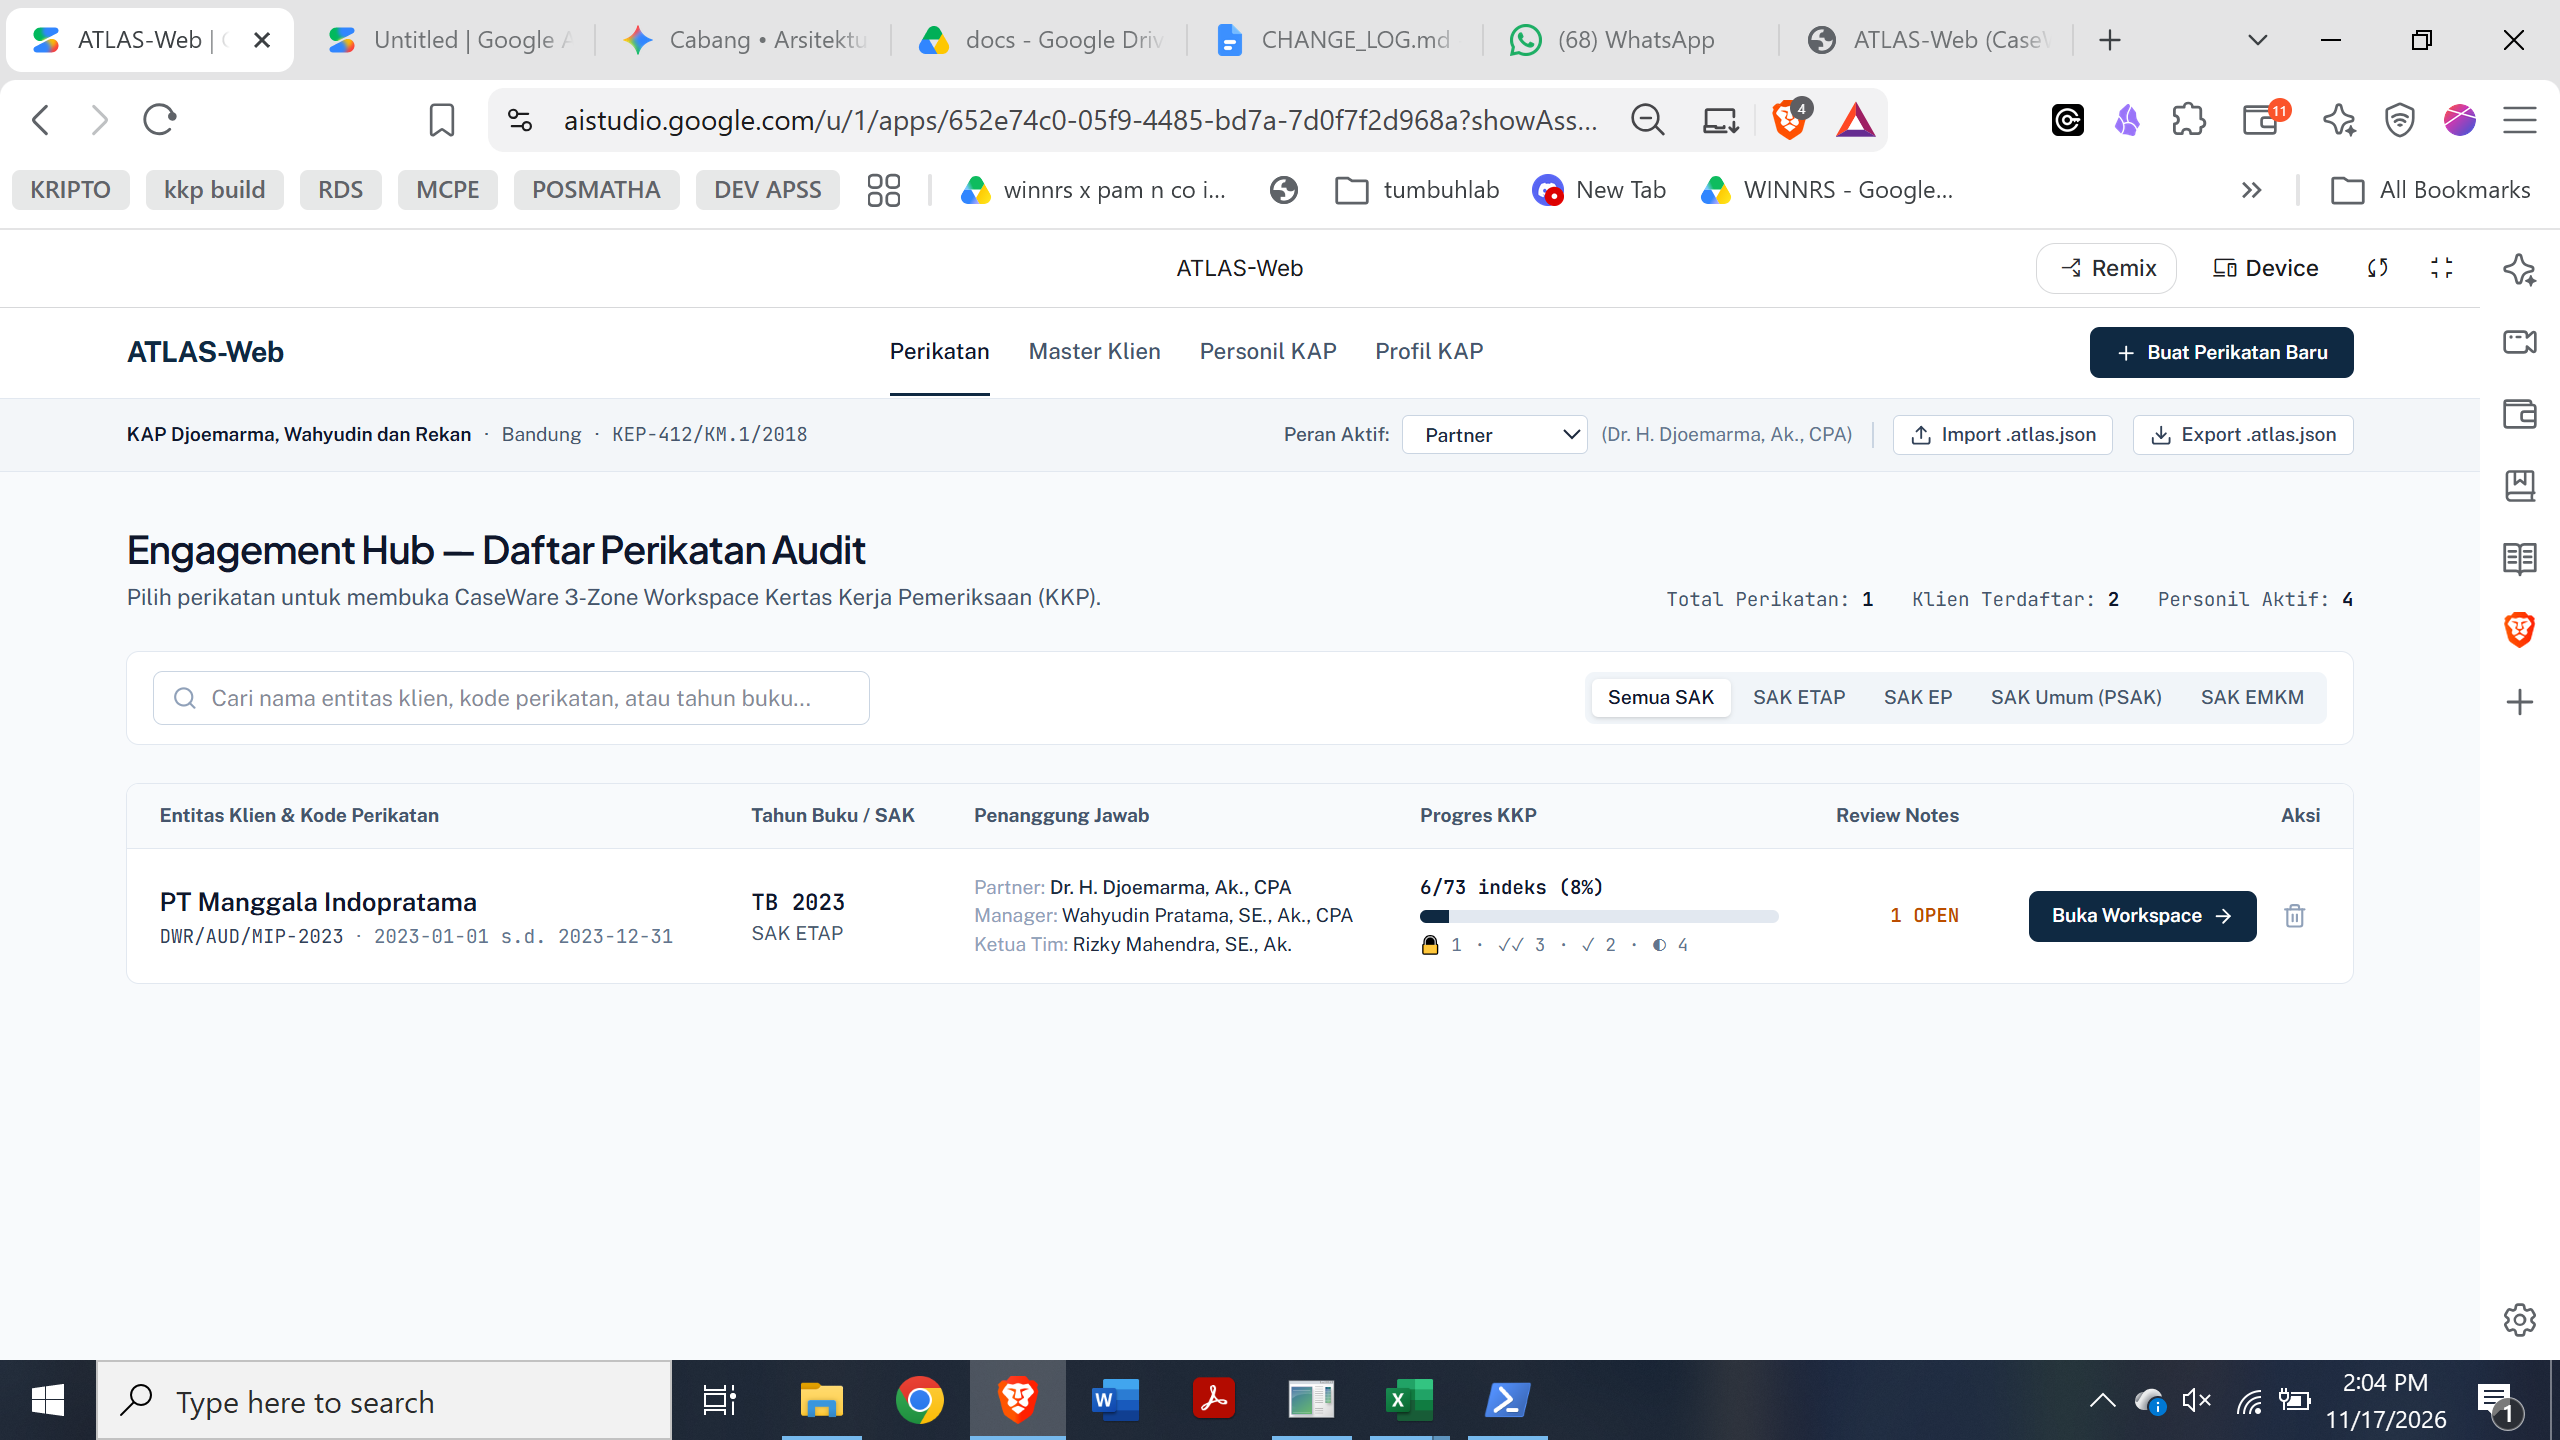 ATLAS-Web |
Untitled | Google
Cabang • Arsitektu
docs - Google Driv
CHANGE_LOG.md
(68) WhatsApp
ATLAS-Web (Case
aistudio.google.com/u/1/apps/652e74c0-05f9-4485-bd7a-7d0f7f2d968a?showAss...
4
11
KRIPTO
kkp build
RDS
MCPE
POSMATHA
DEV APSS
winnrs x pam n co i...
tumbuhlab
New Tab
WINNRS - Google...
All Bookmarks
ATLAS-Web
Remix
Device
ATLAS-Web
Perikatan
Master Klien
Personil KAP
Profil KAP
+ Buat Perikatan Baru
KAP Djoemarma, Wahyudin dan Rekan · Bandung · KEP-412/KM.1/2018
Peran Aktif:
Partner
(Dr. H. Djoemarma, Ak., CPA)
Import .atlas.json
Export .atlas.json
Engagement Hub — Daftar Perikatan Audit
Pilih perikatan untuk membuka CaseWare 3-Zone Workspace Kertas Kerja Pemeriksaan (KKP).
Total Perikatan: 1
Klien Terdaftar: 2
Personil Aktif: 4
Cari nama entitas klien, kode perikatan, atau tahun buku...
Semua SAK
SAK ETAP
SAK EP
SAK Umum (PSAK)
SAK EMKM
Entitas Klien & Kode Perikatan
Tahun Buku / SAK
Penanggung Jawab
Progres KKP
Review Notes
Aksi
PT Manggala Indopratama
DWR/AUD/MIP-2023 · 2023-01-01 s.d. 2023-12-31
TB 2023
SAK ETAP
Partner: Dr. H. Djoemarma, Ak., CPA
Manager: Wahyudin Pratama, SE., Ak., CPA
Ketua Tim: Rizky Mahendra, SE., Ak.
6/73 indeks (8%)
🔒 1 · ✓✓ 3 · ✓ 2 · ◐ 4
1 OPEN
Buka Workspace →
Type here to search
2:04 PM
11/17/2026
1